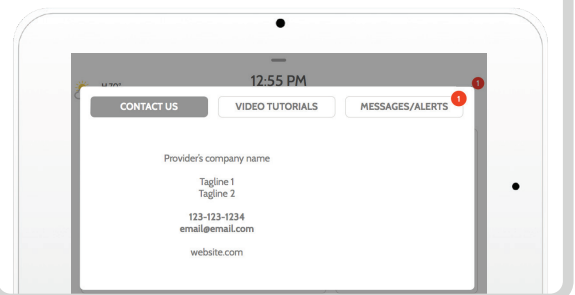 12:55 PM
H 70°
1
CONTACT US
VIDEO TUTORIALS
MESSAGES/ALERTS
1
Provider's company name
Tagline 1
Tagline 2
123-123-1234
email@email.com
website.com